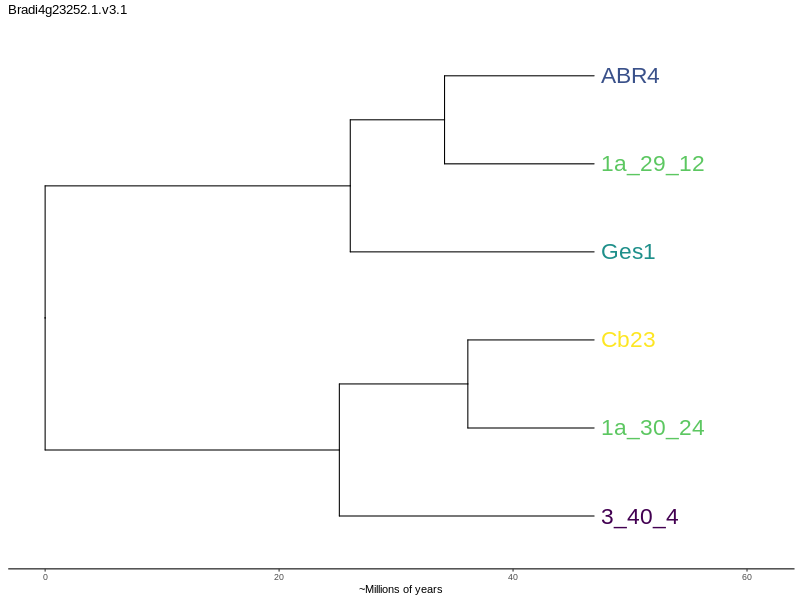 Bradi4g23252.1.v3.1
ABR4
1a_29_12
Ges1
Cb23
1a_30_24
3_40_4
0 20 40 60
~Millions of years